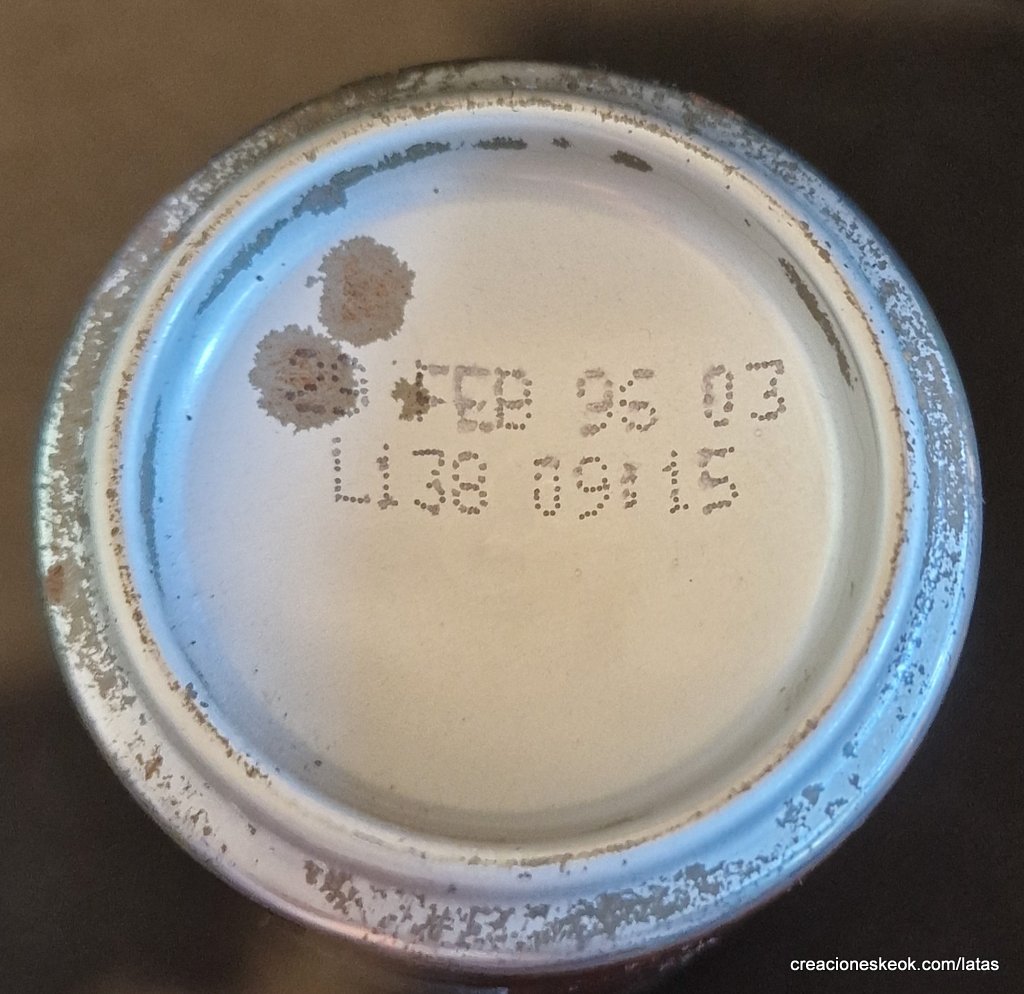 FEB 96 03
L138 09:15
creacioneskeok.com/latas